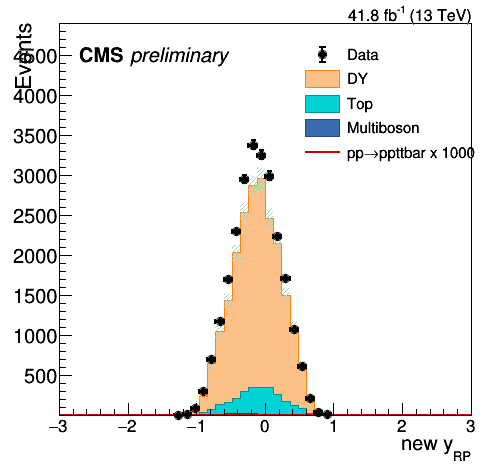 41.8 fb⁻¹ (13 TeV)
Events
CMS preliminary
Data
DY
Top
Multiboson
pp→ppttbar x 1000
4500
4000
3500
3000
2500
2000
1500
1000
500
−3 −2 −1 0 1 2 3
new y_RP